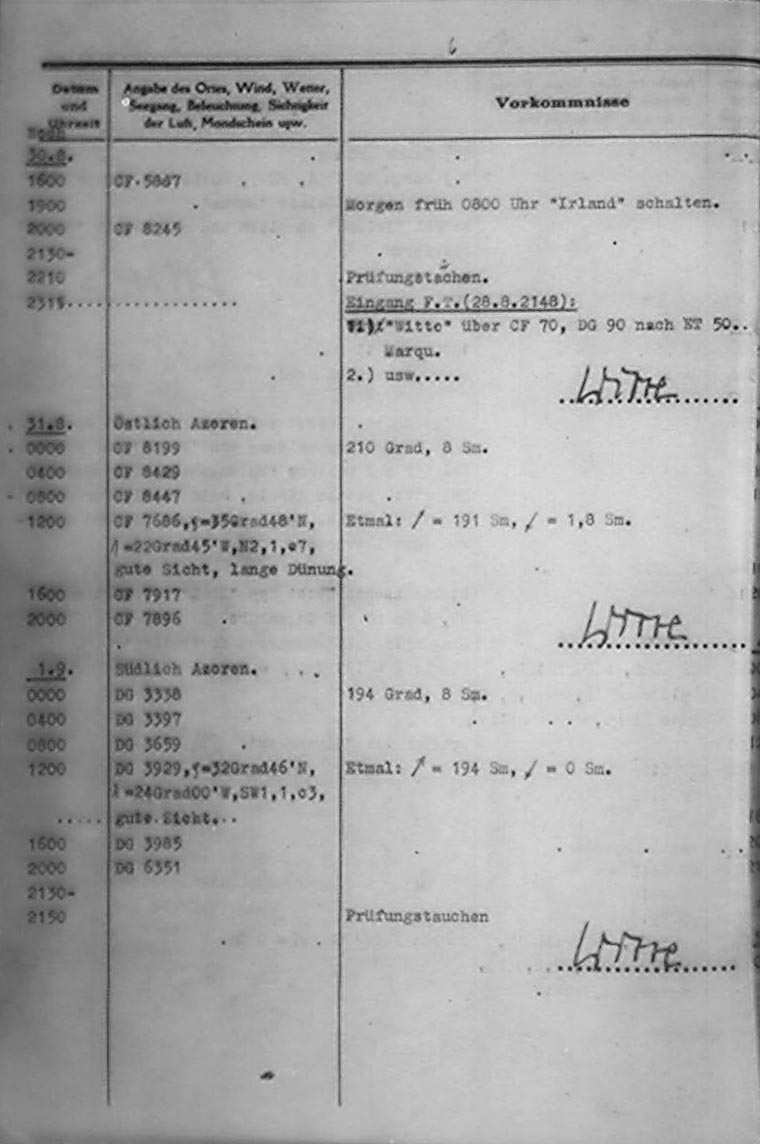 6
Datum
und
Uhrzeit
Angabe des Ortes, Wind, Wetter,
Seegang, Beleuchtung, Sichtigkeit
der Luft, Mondschein usw.
Vorkommnisse
Noch
30.8.
1600 CF 5887
1900 Morgen früh 0800 Uhr "Irland" schalten.
2000 CF 8245
2130-
2210 Prüfungstachen.
2315.................. Eingang F.T.(28.8.2148):
"Witte" über CF 70, DG 90 nach ET 50..
Marqu.
2.) usw.....
Witte
31.8. Östlich Azoren.
0000 CF 8199 210 Grad, 8 Sm.
0400 CF 8429
0800 CF 8447
1200 CF 7686,φ=35Grad48'N, Etmal: ↑ = 191 Sm, ↓ = 1,8 Sm.
λ=22Grad45'W,N2,1,c7,
gute Sicht, lange Dünung.
1600 CF 7917
2000 CF 7896
Witte
1.9. Südlich Azoren.
0000 DG 3338 194 Grad, 8 Sm.
0400 DG 3397
0800 DG 3659
1200 DG 3929,φ=32Grad46'N, Etmal: ↑ = 194 Sm, ↓ = 0 Sm.
λ=24Grad00'W,SW1,1,c3,
..... gute Sicht...
1600 DG 3985
2000 DG 6351
2130-
2150 Prüfungstauchen
Witte